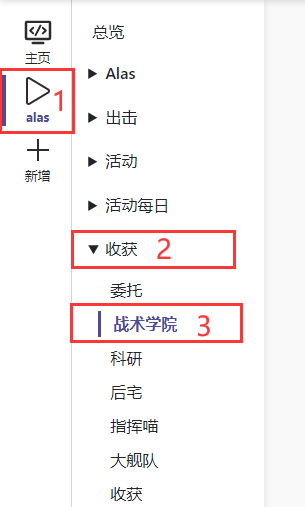 主页
1
alas
新增
总览
Alas
出击
活动
活动每日
收获 2
委托
战术学院 3
科研
后宅
指挥喵
大舰队
收获